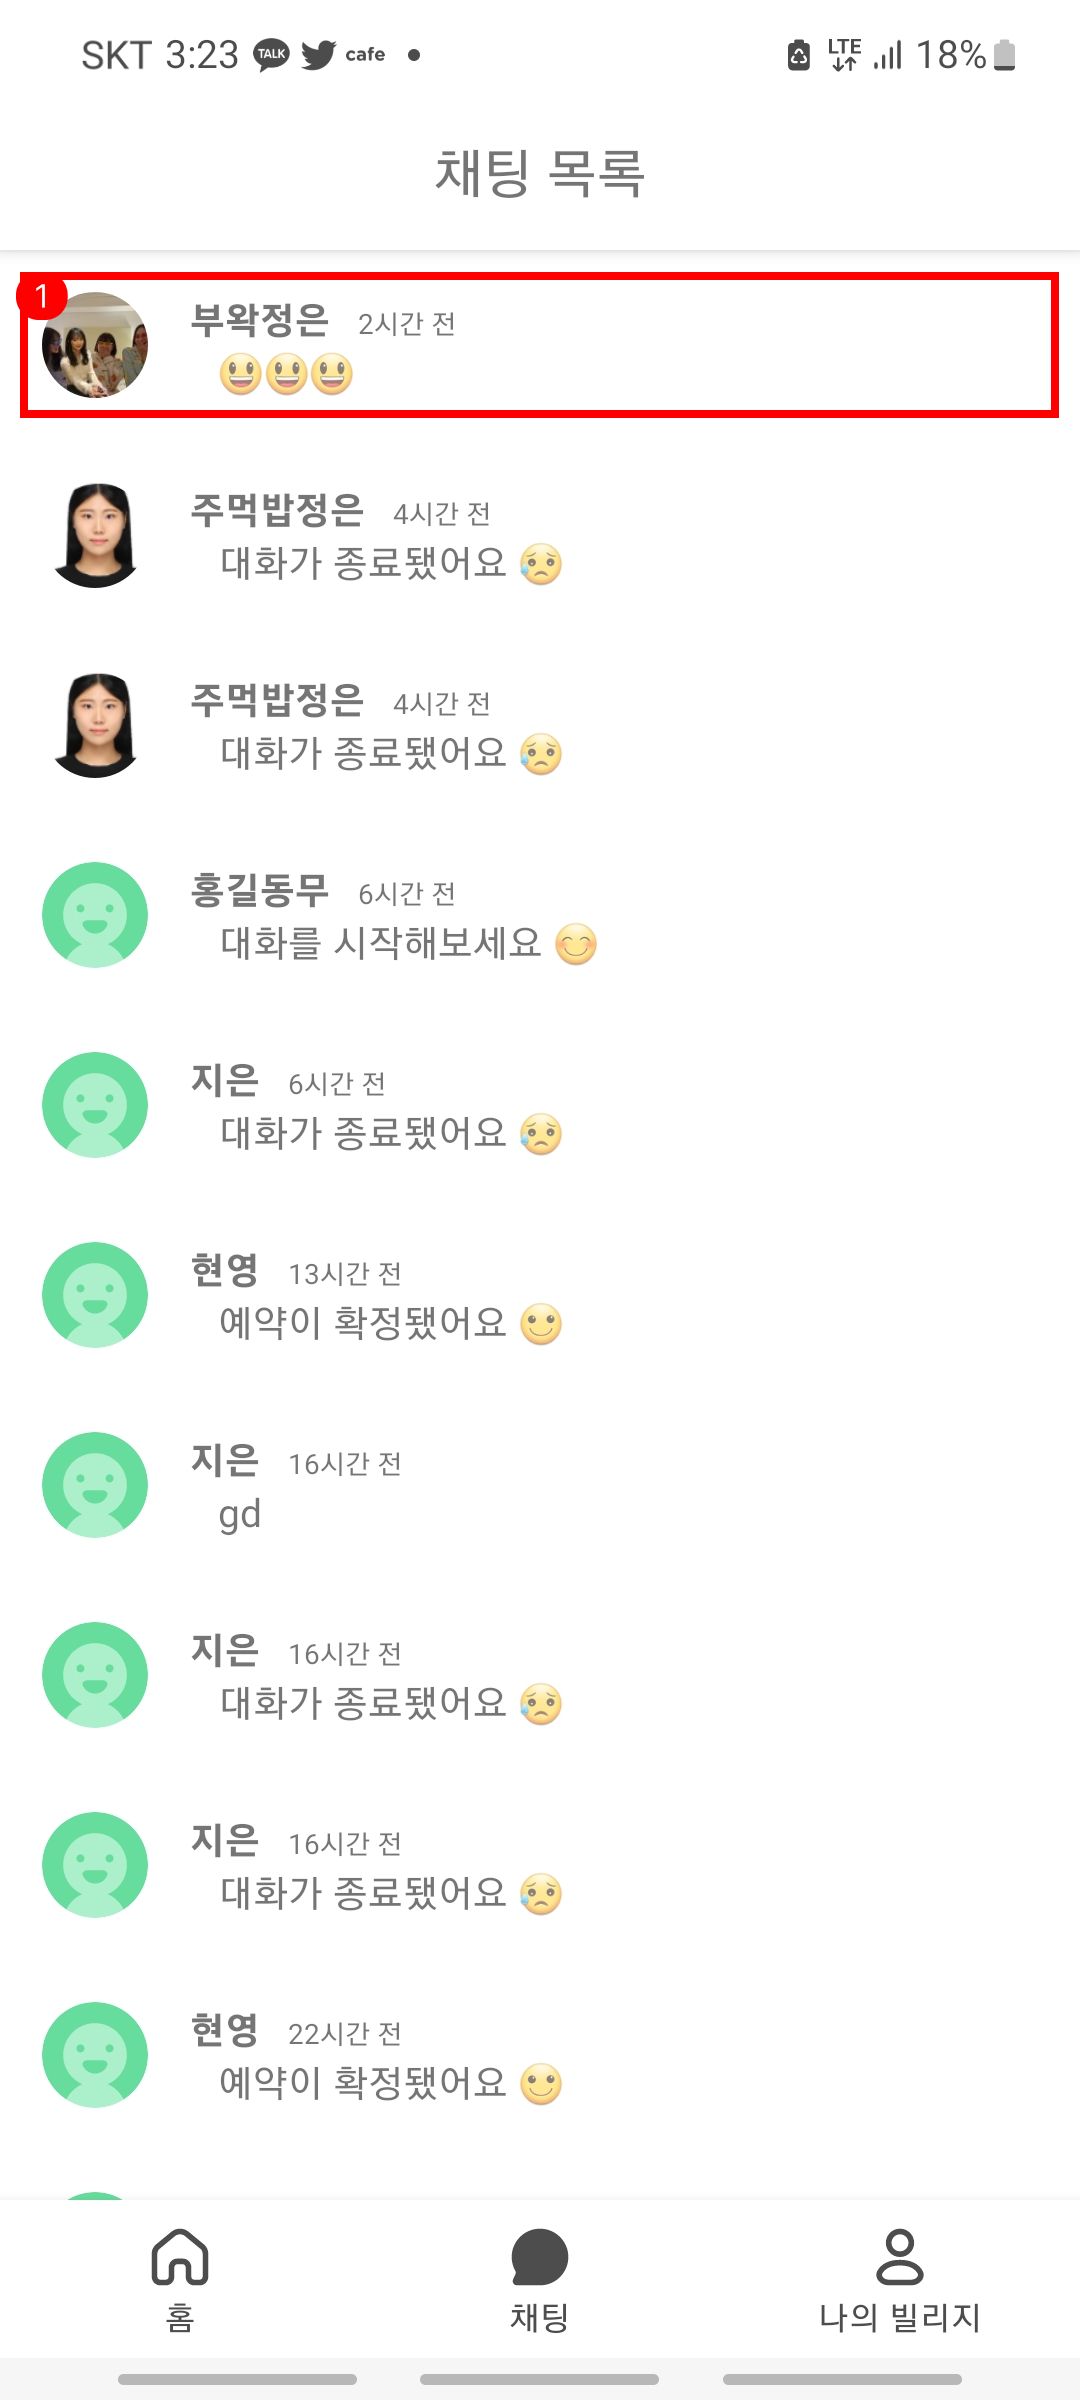 SKT 3:23 TALK cafe LTE 18%
채팅 목록
1
부왁정은 2시간 전
😃😃😃
주먹밥정은 4시간 전
대화가 종료됐어요 😥
주먹밥정은 4시간 전
대화가 종료됐어요 😥
홍길동무 6시간 전
대화를 시작해보세요 😊
지은 6시간 전
대화가 종료됐어요 😥
현영 13시간 전
예약이 확정됐어요 🙂
지은 16시간 전
gd
지은 16시간 전
대화가 종료됐어요 😥
지은 16시간 전
대화가 종료됐어요 😥
현영 22시간 전
예약이 확정됐어요 🙂
홈 채팅 나의 빌리지